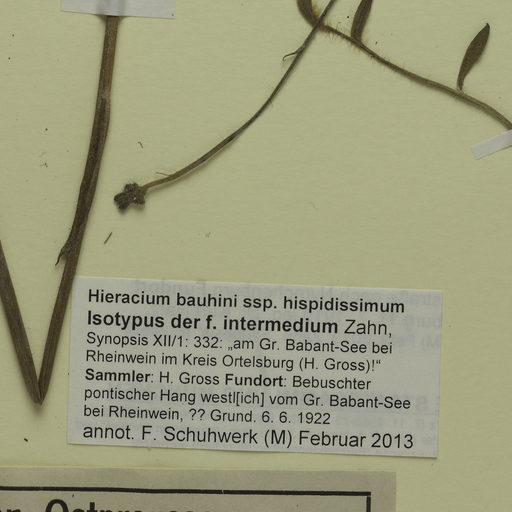 Hieracium bauhini ssp. hispidissimum
Isotypus der f. intermedium Zahn,
Synopsis XII/1: 332: „am Gr. Babant-See bei
Rheinwein im Kreis Ortelsburg (H. Gross)!“
Sammler: H. Gross Fundort: Bebuschter
pontischer Hang westl[ich] vom Gr. Babant-See
bei Rheinwein, ?? Grund. 6. 6. 1922
annot. F. Schuhwerk (M) Februar 2013